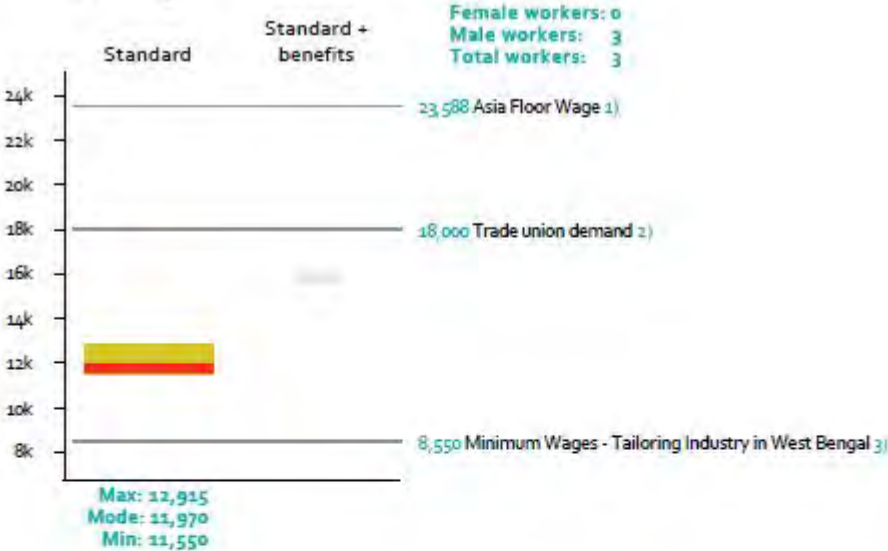 Female workers: 0
Male workers: 3
Total workers: 3
Standard
Standard +
benefits
24k
22k
20k
18k
16k
14k
12k
10k
8k
23,588 Asia Floor Wage 1)
18,000 Trade union demand 2)
8,550 Minimum Wages - Tailoring Industry in West Bengal 3)
Max: 12,915
Mode: 11,970
Min: 11,550